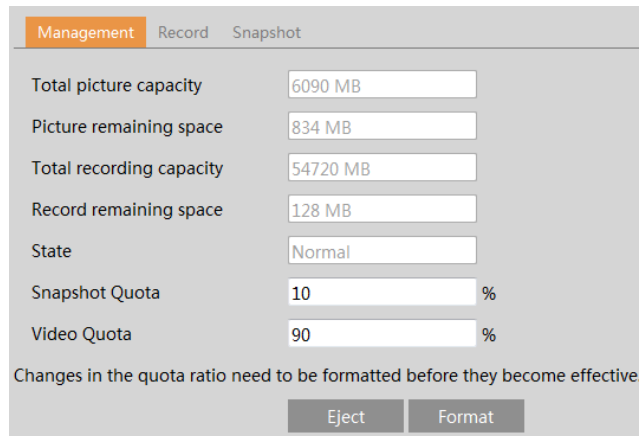 Management Record Snapshot
Total picture capacity 6090 MB
Picture remaining space 834 MB
Total recording capacity 54720 MB
Record remaining space 128 MB
State Normal
Snapshot Quota 10 %
Video Quota 90 %
Changes in the quota ratio need to be formatted before they become effective.
Eject Format